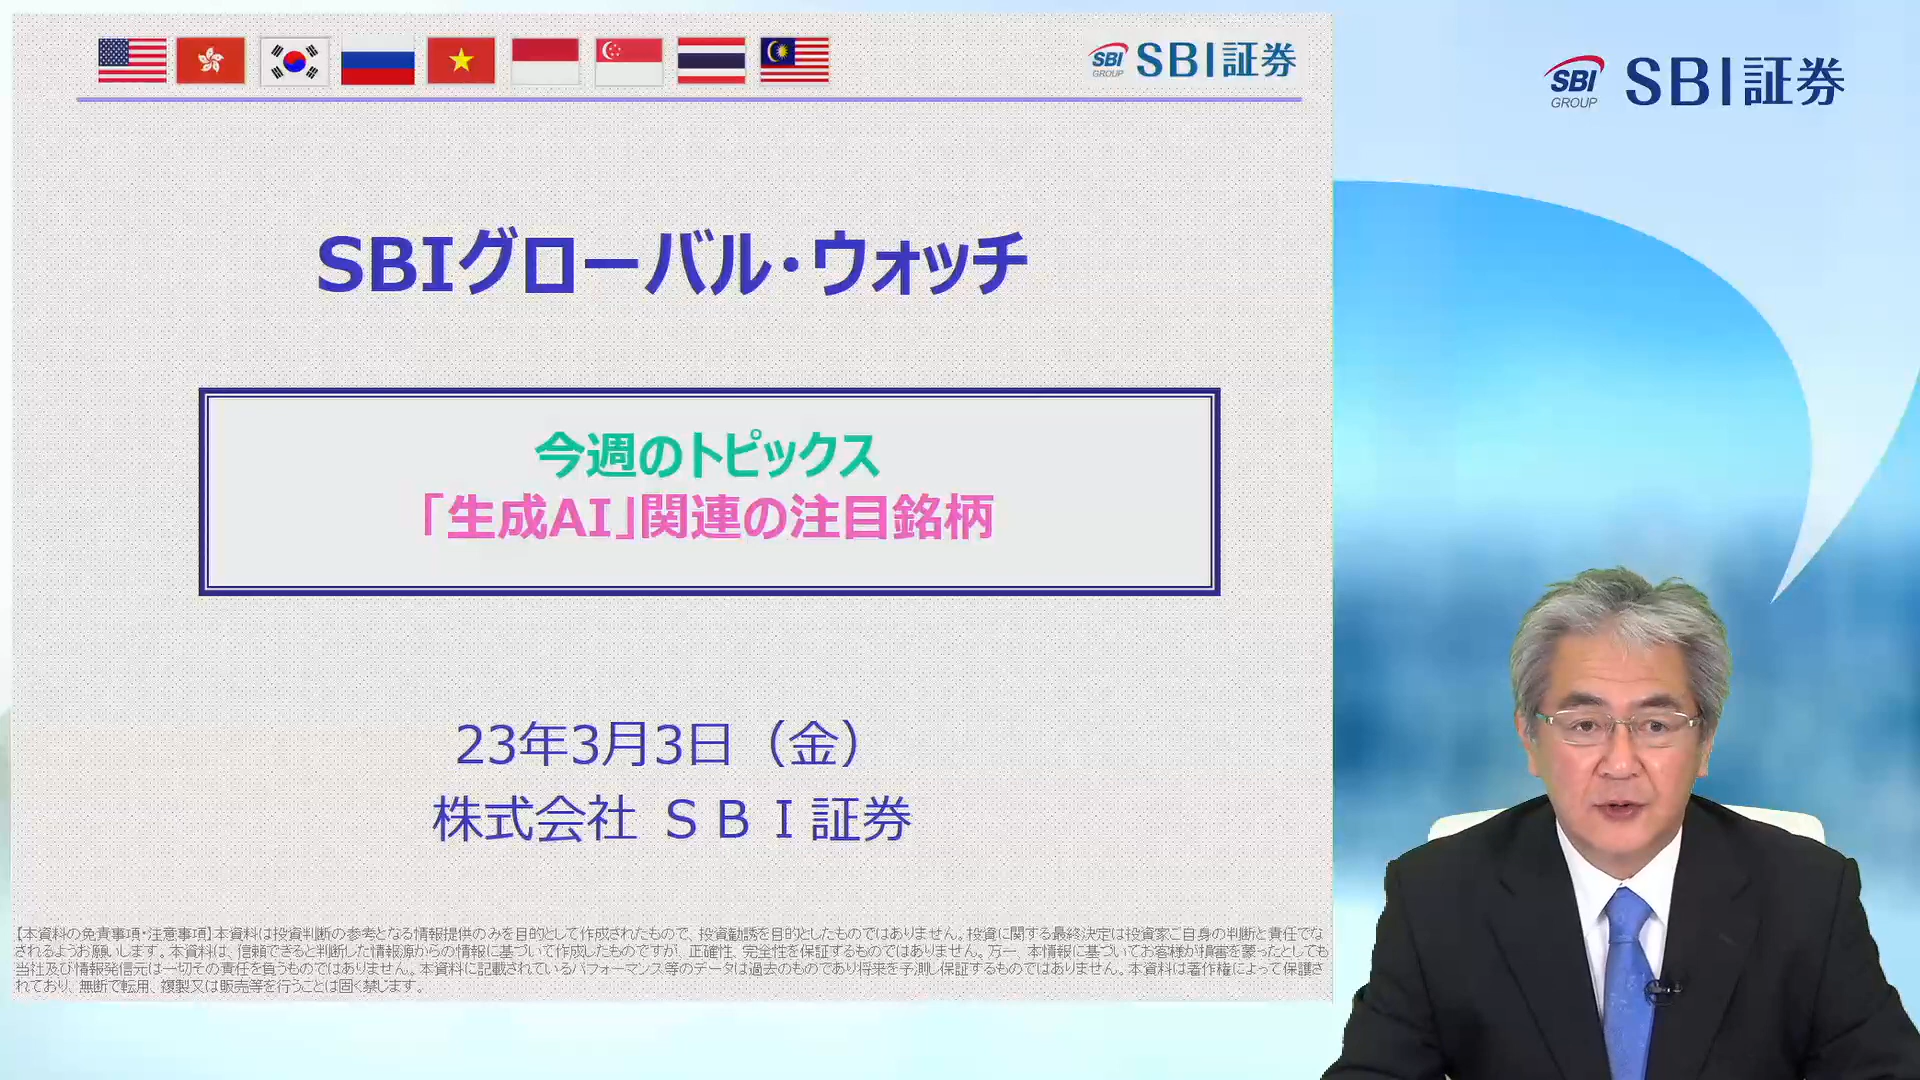 SBI GROUP SBI証券
SBI GROUP SBI証券
SBIグローバル・ウォッチ
今週のトピックス
「生成AI」関連の注目銘柄
23年3月3日（金）
株式会社 ＳＢＩ証券
【本資料の免責事項・注意事項】本資料は投資判断の参考となる情報提供のみを目的として作成されたもので、投資勧誘を目的としたものではありません。投資に関する最終決定は投資家ご自身の判断と責任でな
されるようお願いします。本資料は、信頼できると判断した情報源からの情報に基づいて作成したものですが、正確性、完全性を保証するものではありません。万一、本情報に基づいてお客様が損害を蒙ったとしても
当社及び情報発信元は一切その責任を負うものではありません。本資料に記載されているパフォーマンス等のデータは過去のものであり将来を予測し保証するものではありません。本資料は著作権によって保護さ
れており、無断で転用、複製又は販売等を行うことは固く禁じます。